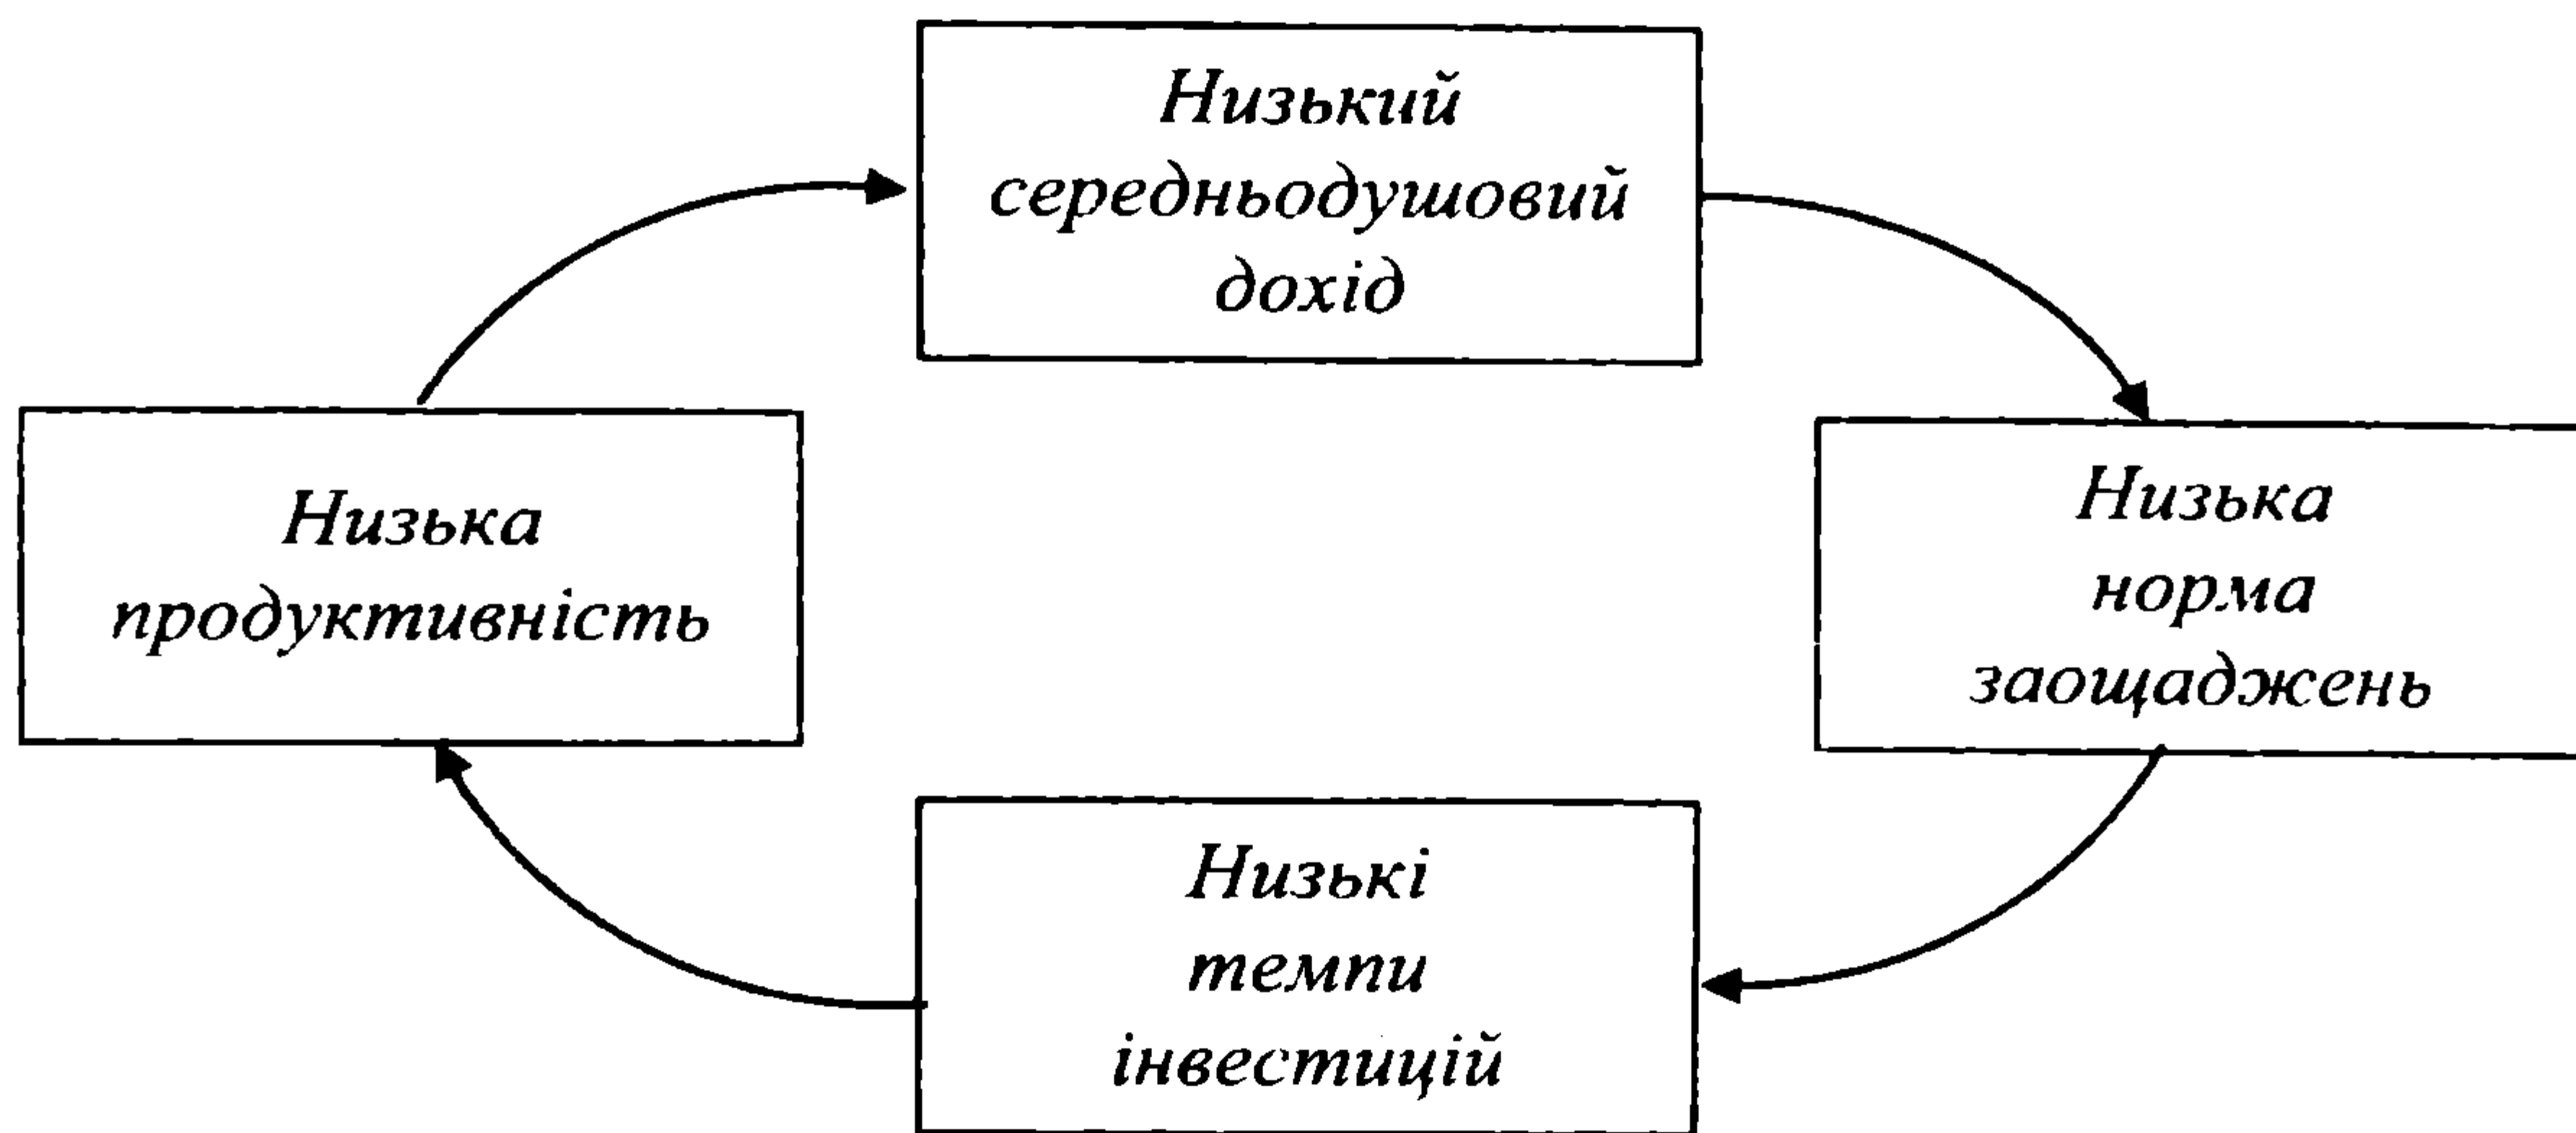 Низький
середньодушовий
дохід
Низька
продуктивність
Низька
норма
заощаджень
Низькі
темпи
інвестицій